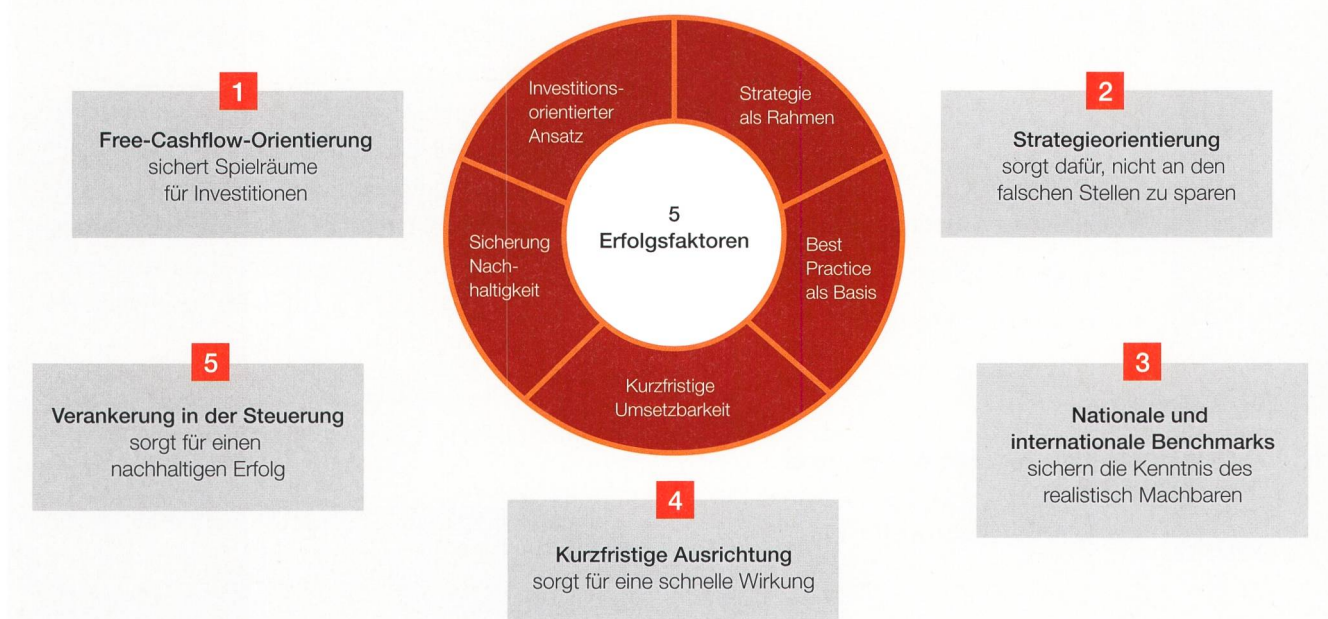 1
Free-Cashflow-Orientierung
sichert Spielräume
für Investitionen
2
Strategieorientierung
sorgt dafür, nicht an den
falschen Stellen zu sparen
Investitions-
orientierter
Ansatz
Strategie
als Rahmen
5
Erfolgsfaktoren
Sicherung
Nach-
haltigkeit
Best
Practice
als Basis
Kurzfristige
Umsetzbarkeit
5
Verankerung in der Steuerung
sorgt für einen
nachhaltigen Erfolg
3
Nationale und
internationale Benchmarks
sichern die Kenntnis des
realistisch Machbaren
4
Kurzfristige Ausrichtung
sorgt für eine schnelle Wirkung